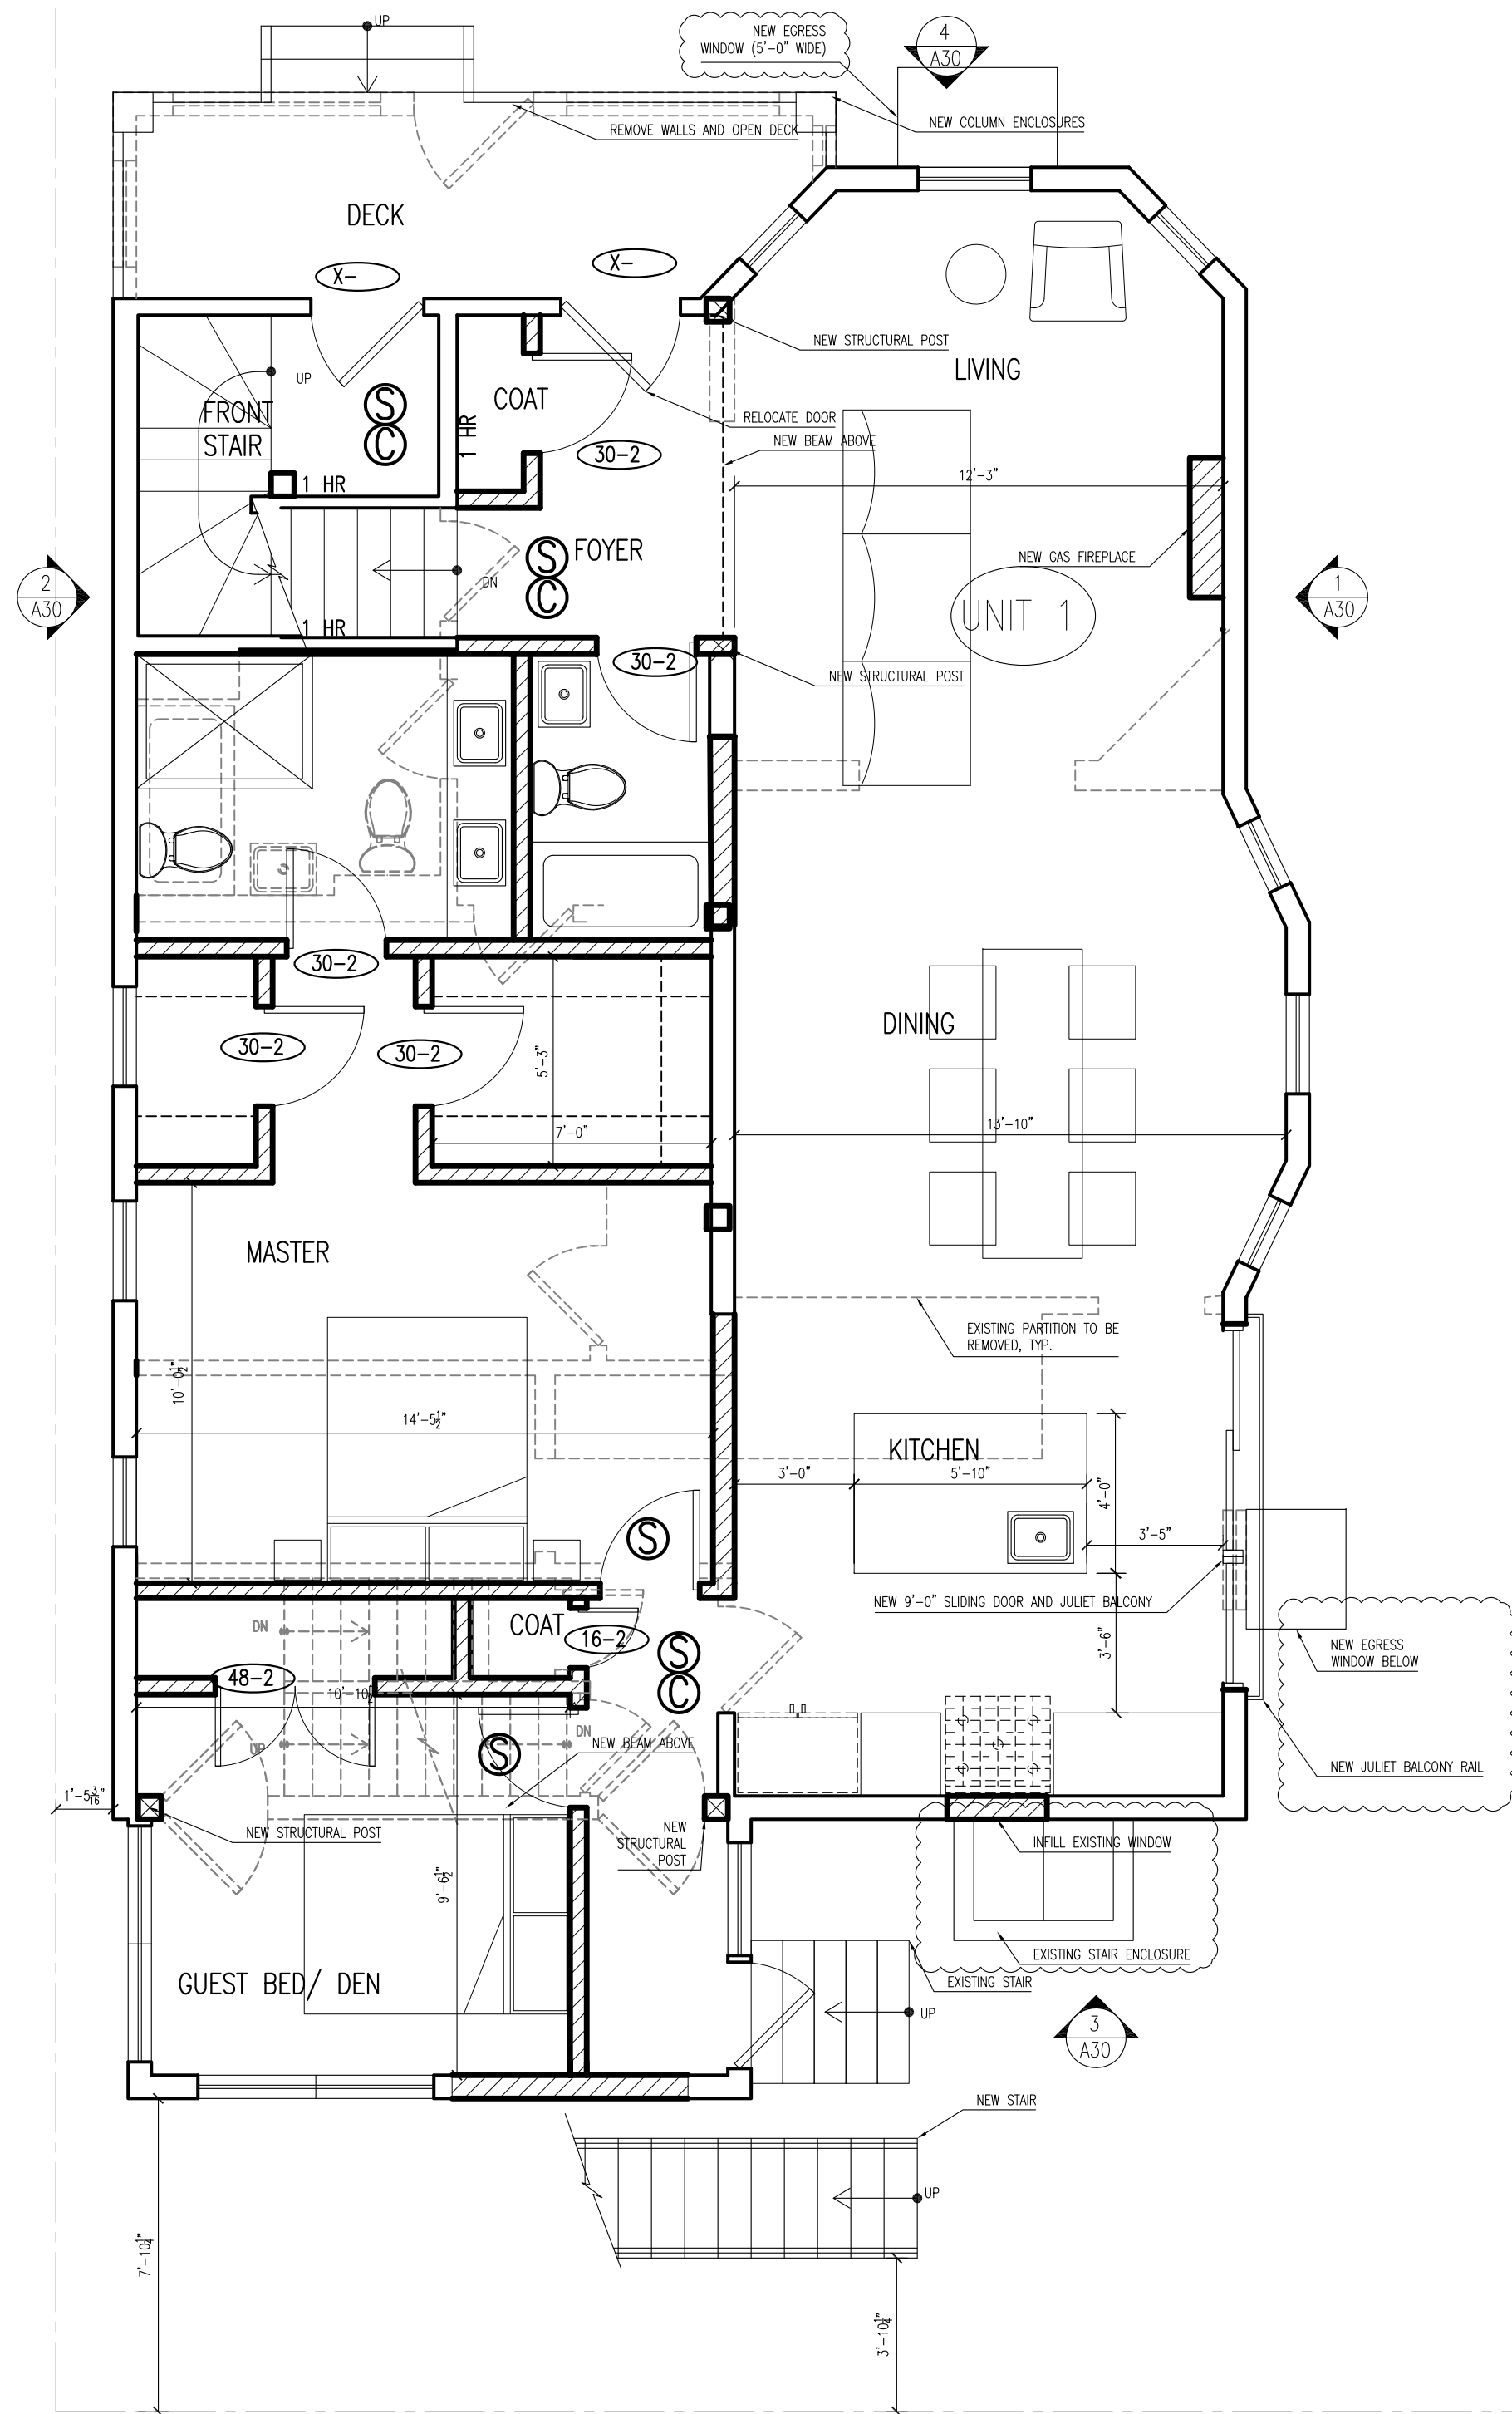 UP
NEW EGRESS
WINDOW (5'-0" WIDE)
4
A30
NEW COLUMN ENCLOSURES
REMOVE WALLS AND OPEN DECK
DECK
X-
X-
NEW STRUCTURAL POST
LIVING
UP
COAT
FRONT
STAIR
S
C
1 HR
RELOCATE DOOR
NEW BEAM ABOVE
30-2
12'-3"
1 HR
FOYER
S
C
DN
NEW GAS FIREPLACE
2
A30
1
A30
UNIT 1
1 HR
30-2
NEW STRUCTURAL POST
30-2
30-2
30-2
5'-3"
7'-0"
DINING
13'-10"
MASTER
EXISTING PARTITION TO BE
REMOVED, TYP.
10'-0½"
14'-5½"
KITCHEN
3'-0"
5'-10"
4'-0"
3'-5"
S
NEW 9'-0" SLIDING DOOR AND JULIET BALCONY
DN
COAT
16-2
S
C
3'-6"
NEW EGRESS
WINDOW BELOW
48-2
10'-10½"
UP
S
DN
NEW BEAM ABOVE
NEW JULIET BALCONY RAIL
1'-5 3/16"
NEW STRUCTURAL POST
NEW
STRUCTURAL
POST
INFILL EXISTING WINDOW
9'-6½"
EXISTING STAIR ENCLOSURE
GUEST BED/ DEN
EXISTING STAIR
UP
3
A30
NEW STAIR
UP
7'-10¼"
3'-10¼"